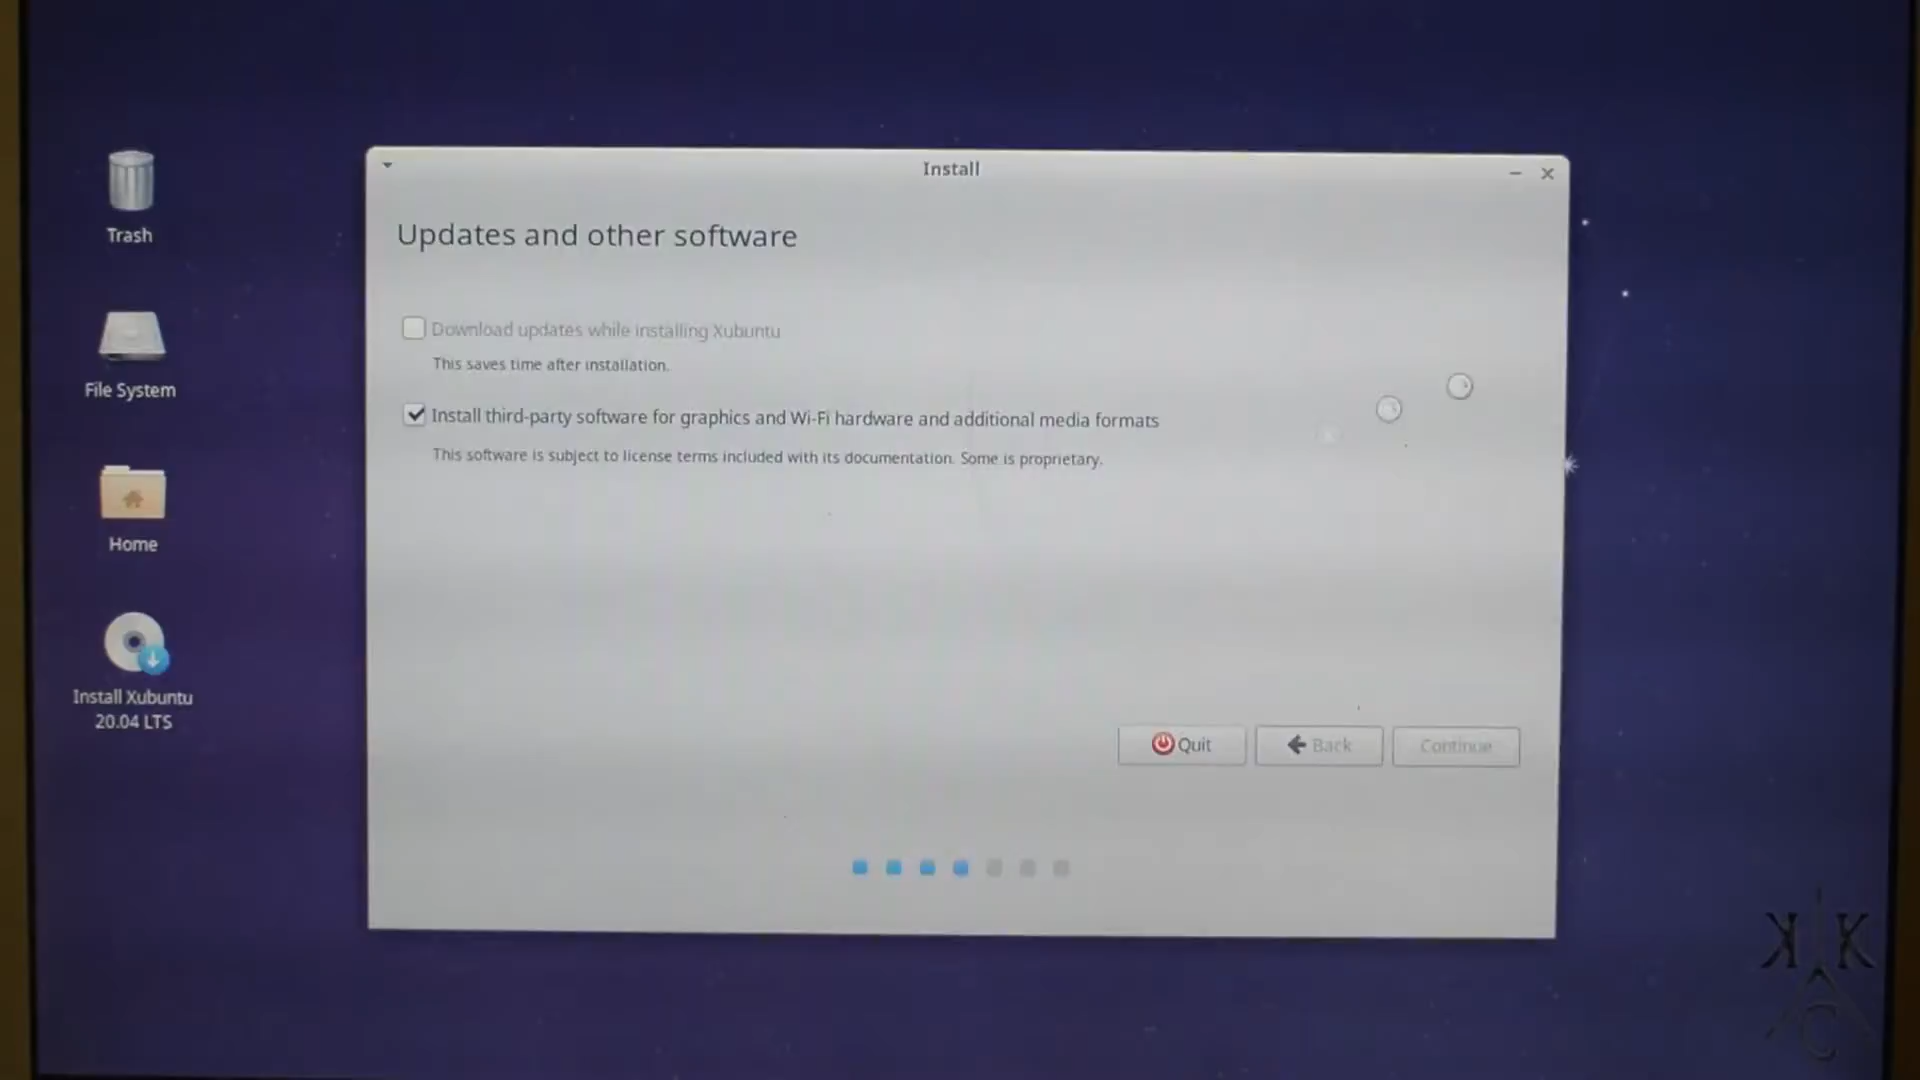 Install
Updates and other software
Download updates while installing Xubuntu
This saves time after installation.
Install third-party software for graphics and Wi-Fi hardware and additional media formats
This software is subject to license terms included with its documentation. Some is proprietary.
Quit
Back
Continue
Trash
File System
Home
Install Xubuntu
20.04 LTS
K K
C